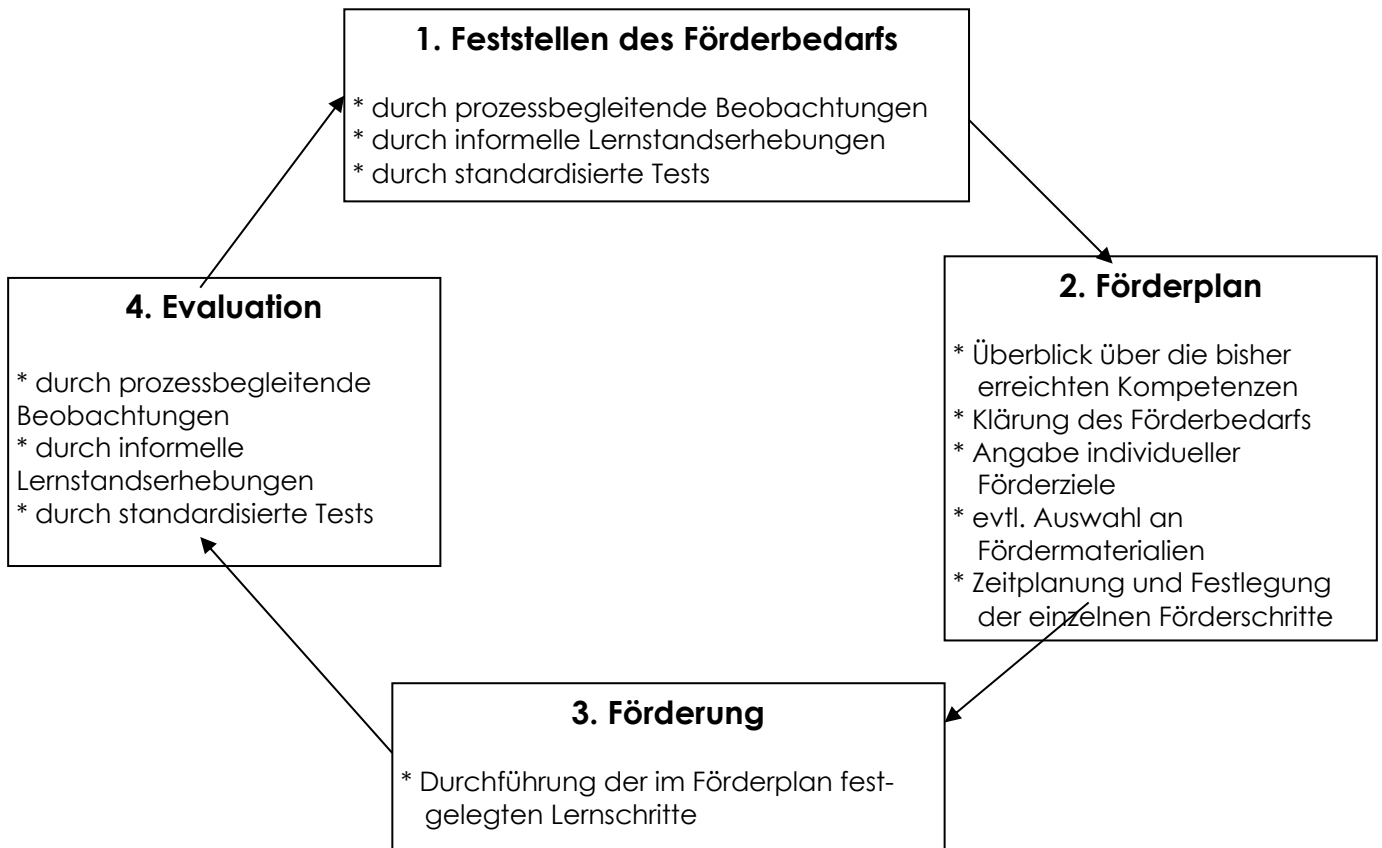 1. Feststellen des Förderbedarfs
* durch prozessbegleitende Beobachtungen
* durch informelle Lernstandserhebungen
* durch standardisierte Tests
2. Förderplan
* Überblick über die bisher
erreichten Kompetenzen
* Klärung des Förderbedarfs
* Angabe individueller
Förderziele
* evtl. Auswahl an
Fördermaterialien
* Zeitplanung und Festlegung
der einzelnen Förderschritte
3. Förderung
* Durchführung der im Förderplan fest-
gelegten Lernschritte
4. Evaluation
* durch prozessbegleitende
Beobachtungen
* durch informelle
Lernstandserhebungen
* durch standardisierte Tests